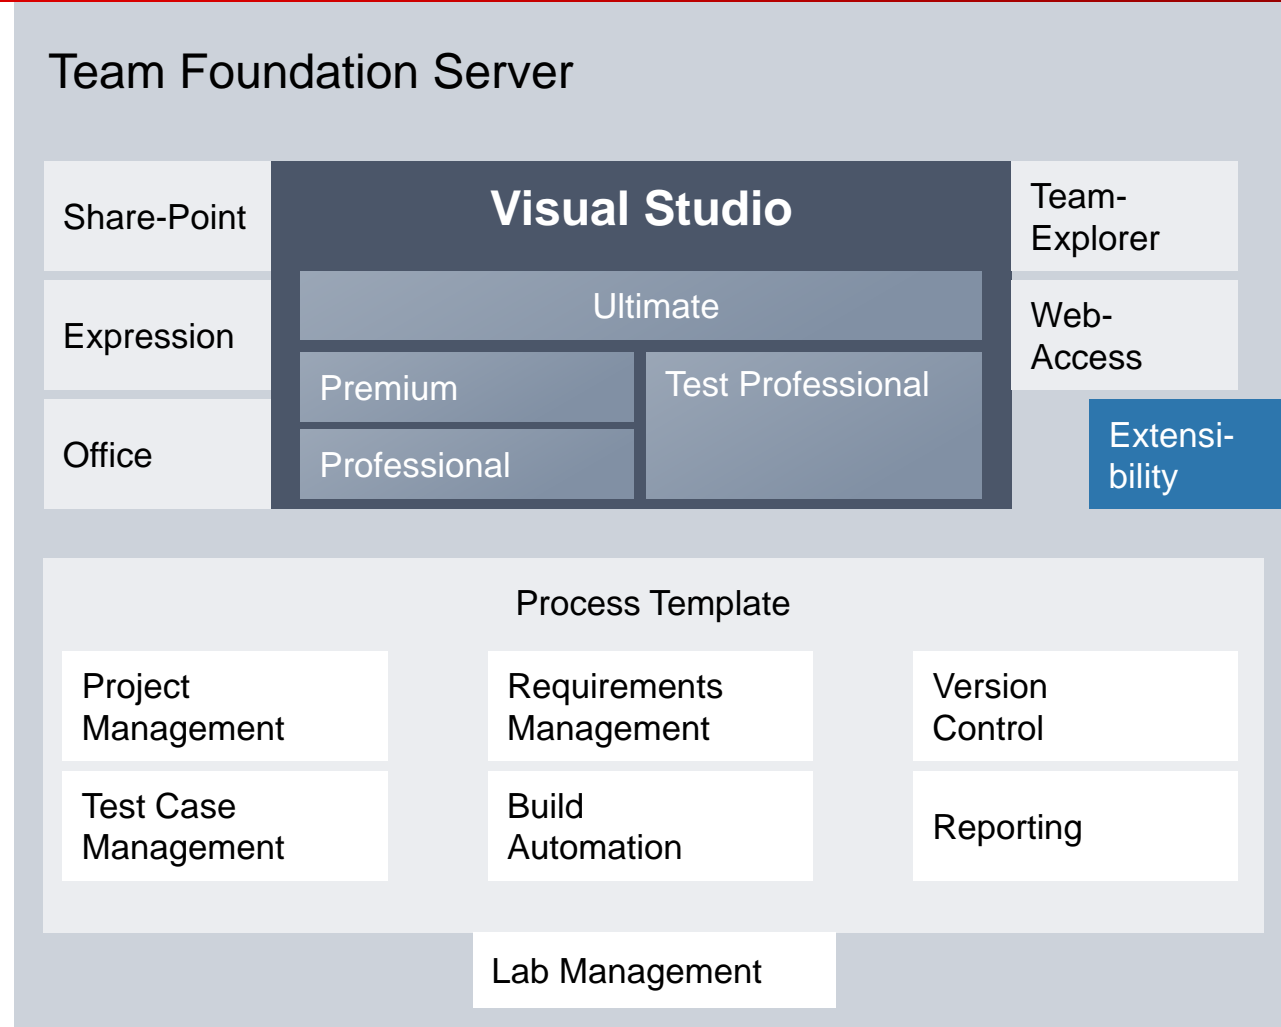 Team Foundation Server
Share-Point
Expression
Office
Visual Studio
Ultimate
Premium
Professional
Test Professional
Team-
Explorer
Web-
Access
Extensi-
bility
Process Template
Project
Management
Requirements
Management
Version
Control
Test Case
Management
Build
Automation
Reporting
Lab Management